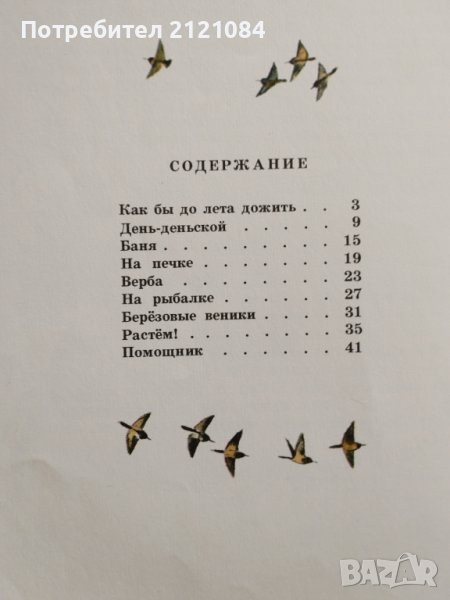 Потребител 2121084
СОДЕРЖАНИЕ
Как бы до лета дожить . . 3
День-деньской . . . . . 9
Баня . . . . . . . . . 15
На печке . . . . . . . 19
Верба . . . . . . . . 23
На рыбалке . . . . . . 27
Берёзовые веники . . . . 31
Растём! . . . . . . . . 35
Помощник . . . . . . 41
BAZAR